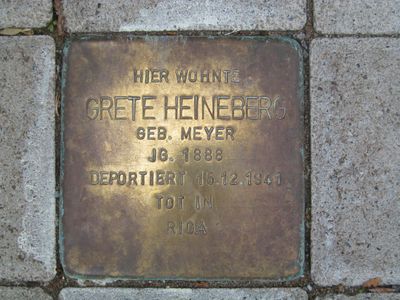 HIER WOHNTE
GRETE HEINEBERG
GEB. MEYER
JG. 1888
DEPORTIERT 15.12.1941
TOT IN
RIGA